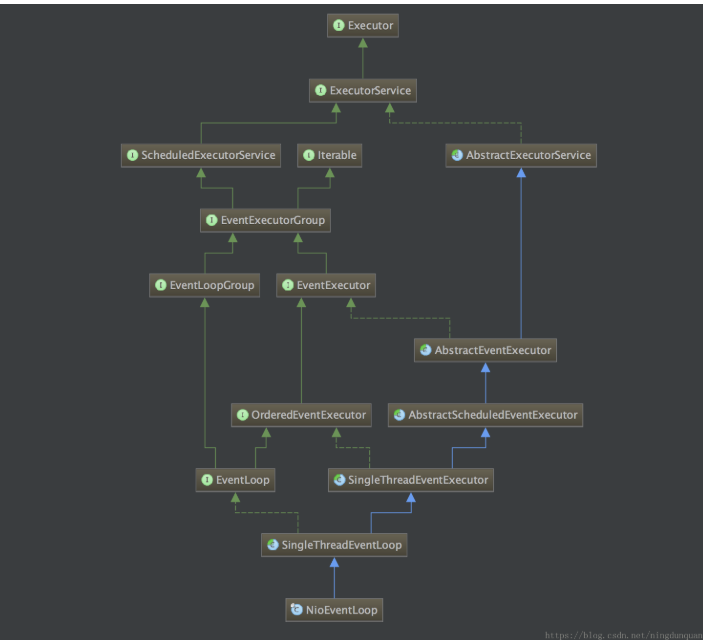 Executor
ExecutorService
ScheduledExecutorService
Iterable
AbstractExecutorService
EventExecutorGroup
EventLoopGroup
EventExecutor
AbstractEventExecutor
OrderedEventExecutor
AbstractScheduledEventExecutor
EventLoop
SingleThreadEventExecutor
SingleThreadEventLoop
NioEventLoop
https://blog.csdn.net/ningdunquan